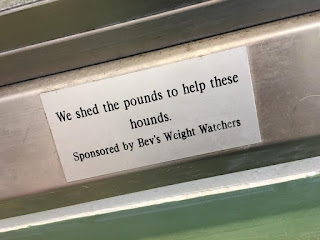 We shed the pounds to help these
hounds.
Sponsored by Bev's Weight Watchers